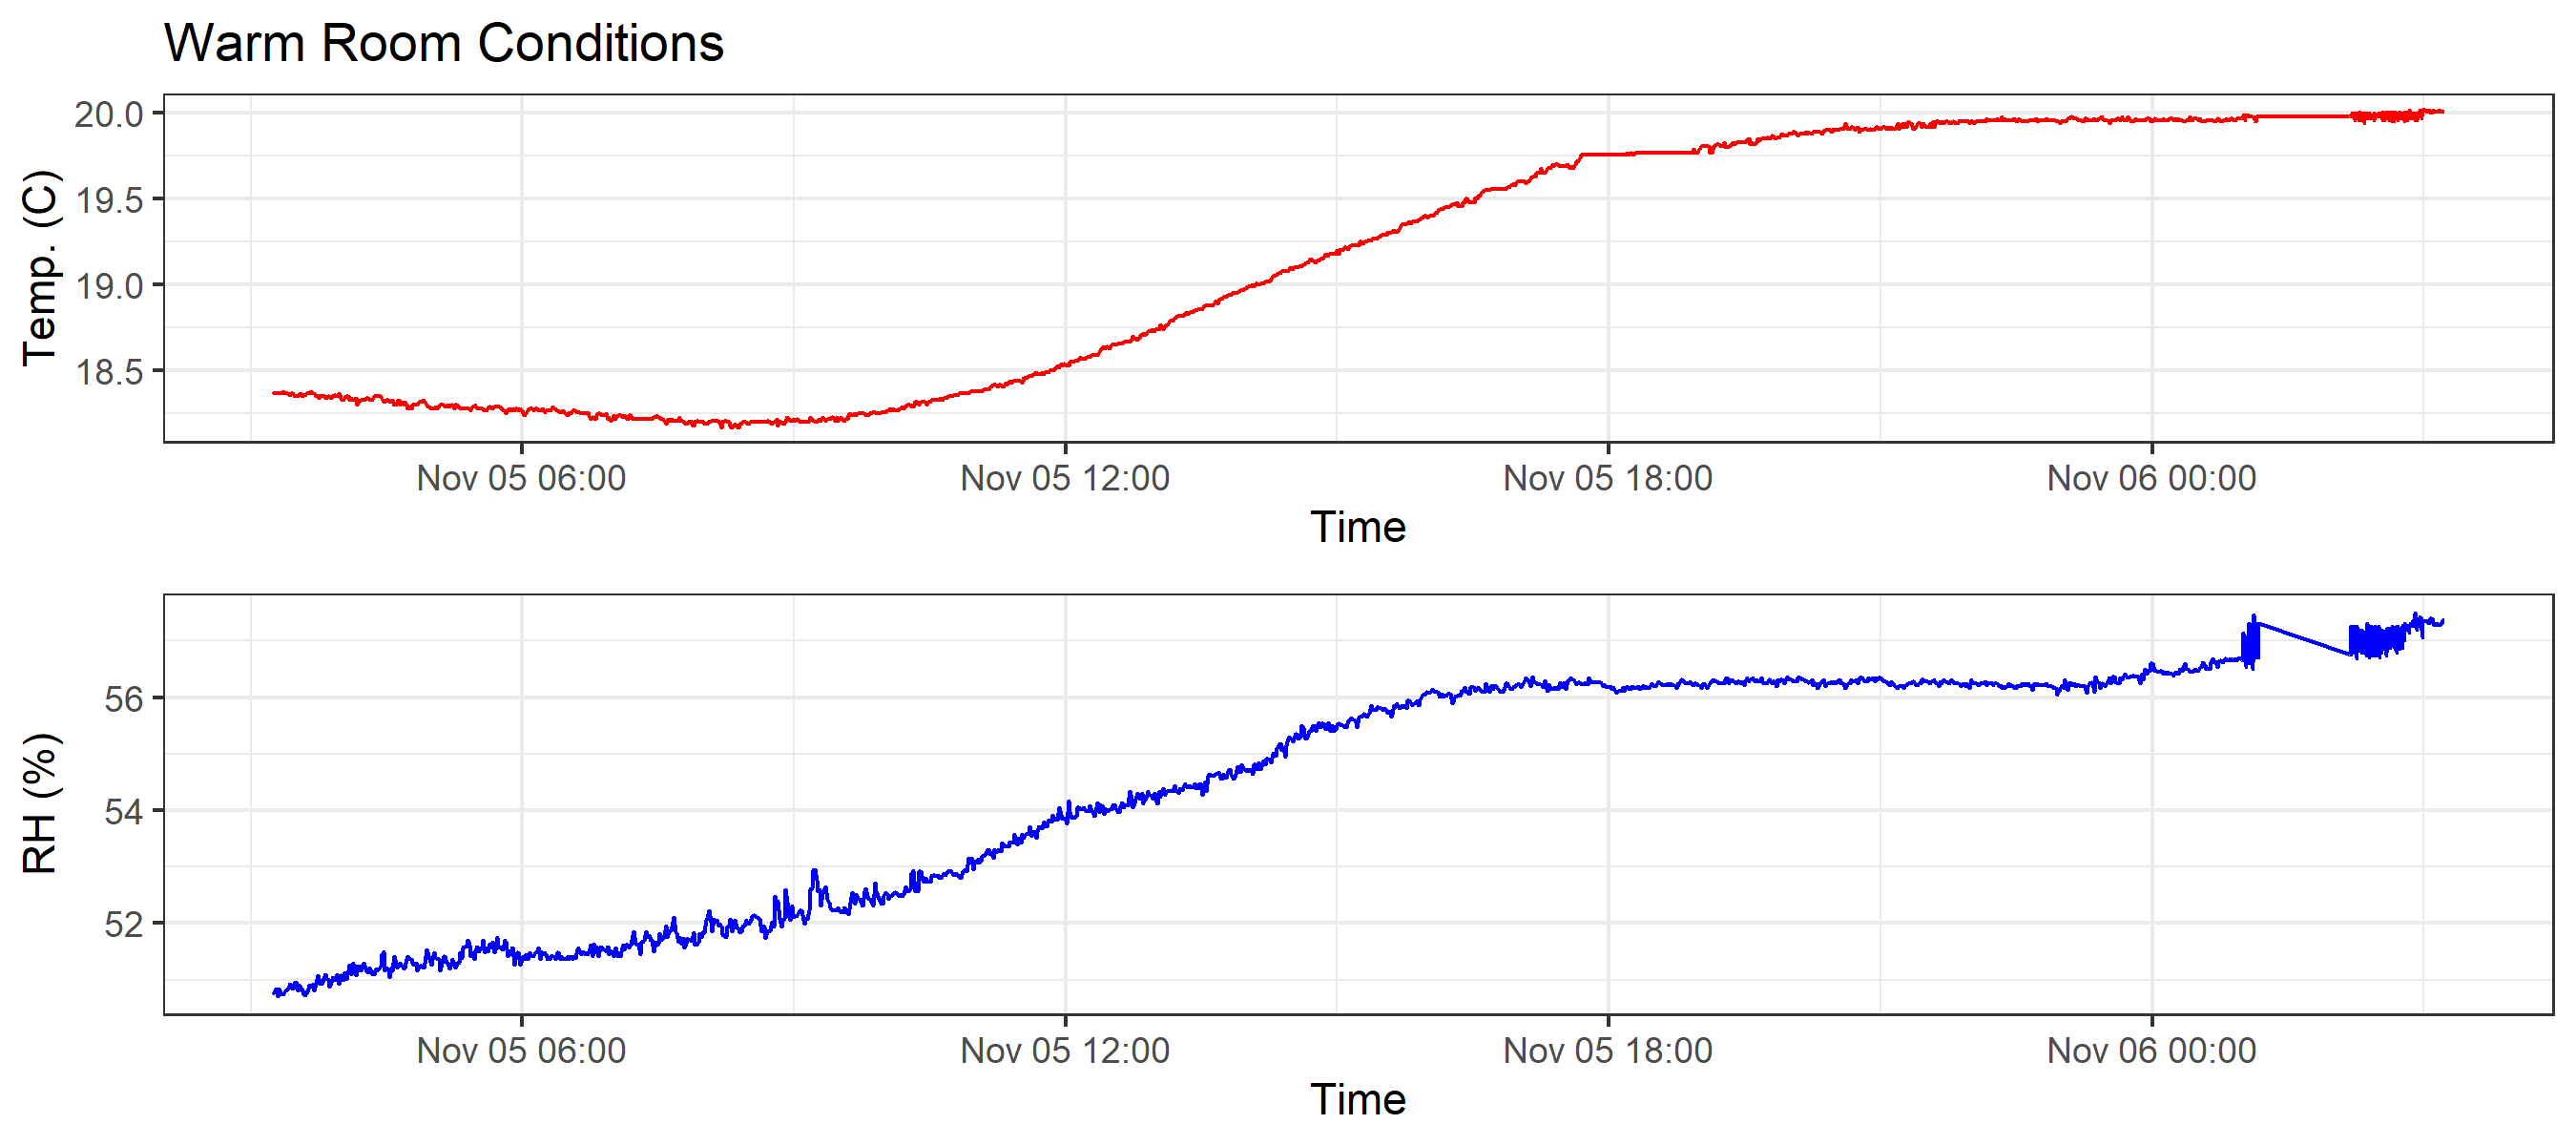 Warm Room Conditions
Temp. (C)
20.0
19.5
19.0
18.5
Nov 05 06:00 Nov 05 12:00 Nov 05 18:00 Nov 06 00:00
Time
RH (%)
56
54
52
Nov 05 06:00 Nov 05 12:00 Nov 05 18:00 Nov 06 00:00
Time